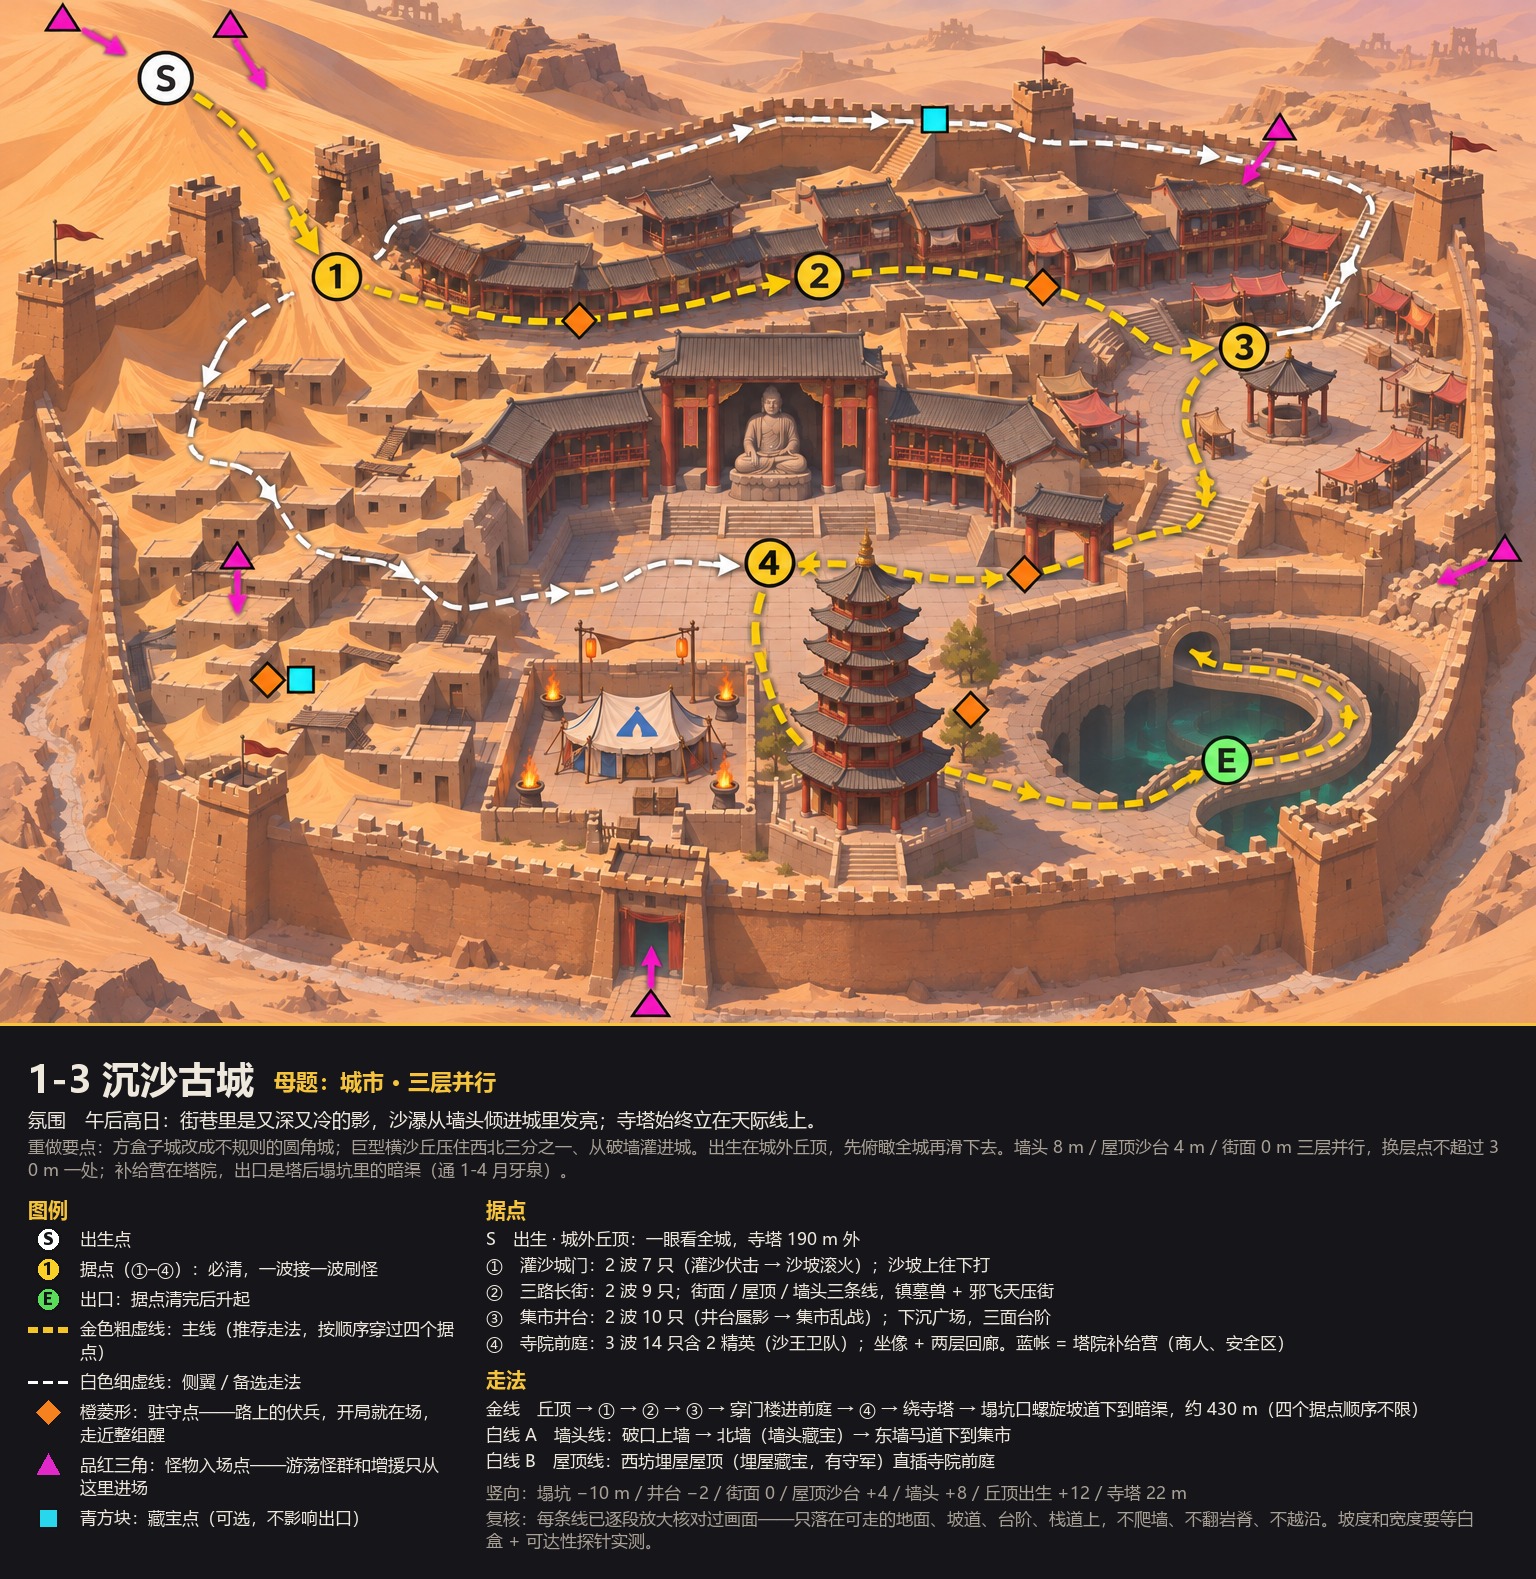 S
1
2
3
4
E
1-3 沉沙古城 母题：城市 · 三层并行
氛围 午后高日：街巷里是又深又冷的影，沙瀑从墙头倾进城里发亮；寺塔始终立在天际线上。
重做要点：方盒子城改成不规则的圆角城；巨型横沙丘压住西北三分之一、从破墙灌进城。出生在城外丘顶，先俯瞰全城再滑下去。墙头 8 m / 屋顶沙台 4 m / 街面 0 m 三层并行，换层点不超过 3
0 m 一处；补给营在塔院，出口是塔后塌坑里的暗渠（通 1-4 月牙泉）。
图例
S 出生点
1 据点（①–④）：必清，一波接一波刷怪
E 出口：据点清完后升起
金色粗虚线：主线（推荐走法，按顺序穿过四个据
点）
白色细虚线：侧翼 / 备选走法
橙菱形：驻守点——路上的伏兵，开局就在场，
走近整组醒
品红三角：怪物入场点——游荡怪群和增援只从
这里进场
青方块：藏宝点（可选，不影响出口）
据点
S 出生 · 城外丘顶：一眼看全城，寺塔 190 m 外
① 灌沙城门：2 波 7 只（灌沙伏击 → 沙坡滚火）；沙坡上往下打
② 三路长街：2 波 9 只；街面 / 屋顶 / 墙头三条线，镇墓兽 + 邪飞天压街
③ 集市井台：2 波 10 只（井台蜃影 → 集市乱战）；下沉广场，三面台阶
④ 寺院前庭：3 波 14 只含 2 精英（沙王卫队）；坐像 + 两层回廊。蓝帐 = 塔院补给营（商人、安全区）
走法
金线 丘顶 → ① → ② → ③ → 穿门楼进前庭 → ④ → 绕寺塔 → 塌坑口螺旋坡道下到暗渠，约 430 m（四个据点顺序不限）
白线 A 墙头线：破口上墙 → 北墙（墙头藏宝）→ 东墙马道下到集市
白线 B 屋顶线：西坊埋屋屋顶（埋屋藏宝，有守军）直插寺院前庭
竖向：塌坑 −10 m / 井台 −2 / 街面 0 / 屋顶沙台 +4 / 墙头 +8 / 丘顶出生 +12 / 寺塔 22 m
复核：每条线已逐段放大核对过画面——只落在可走的地面、坡道、台阶、栈道上，不爬墙、不翻岩脊、不越沿。坡度和宽度要等白
盒 + 可达性探针实测。